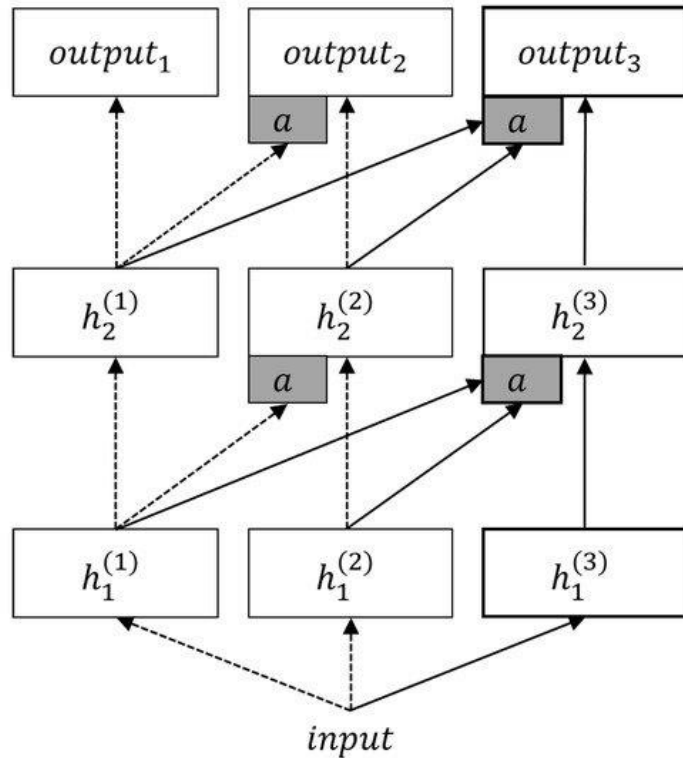 output₁ output₂ output₃
a a
h₂⁽¹⁾ h₂⁽²⁾ h₂⁽³⁾
a a
h₁⁽¹⁾ h₁⁽²⁾ h₁⁽³⁾
input